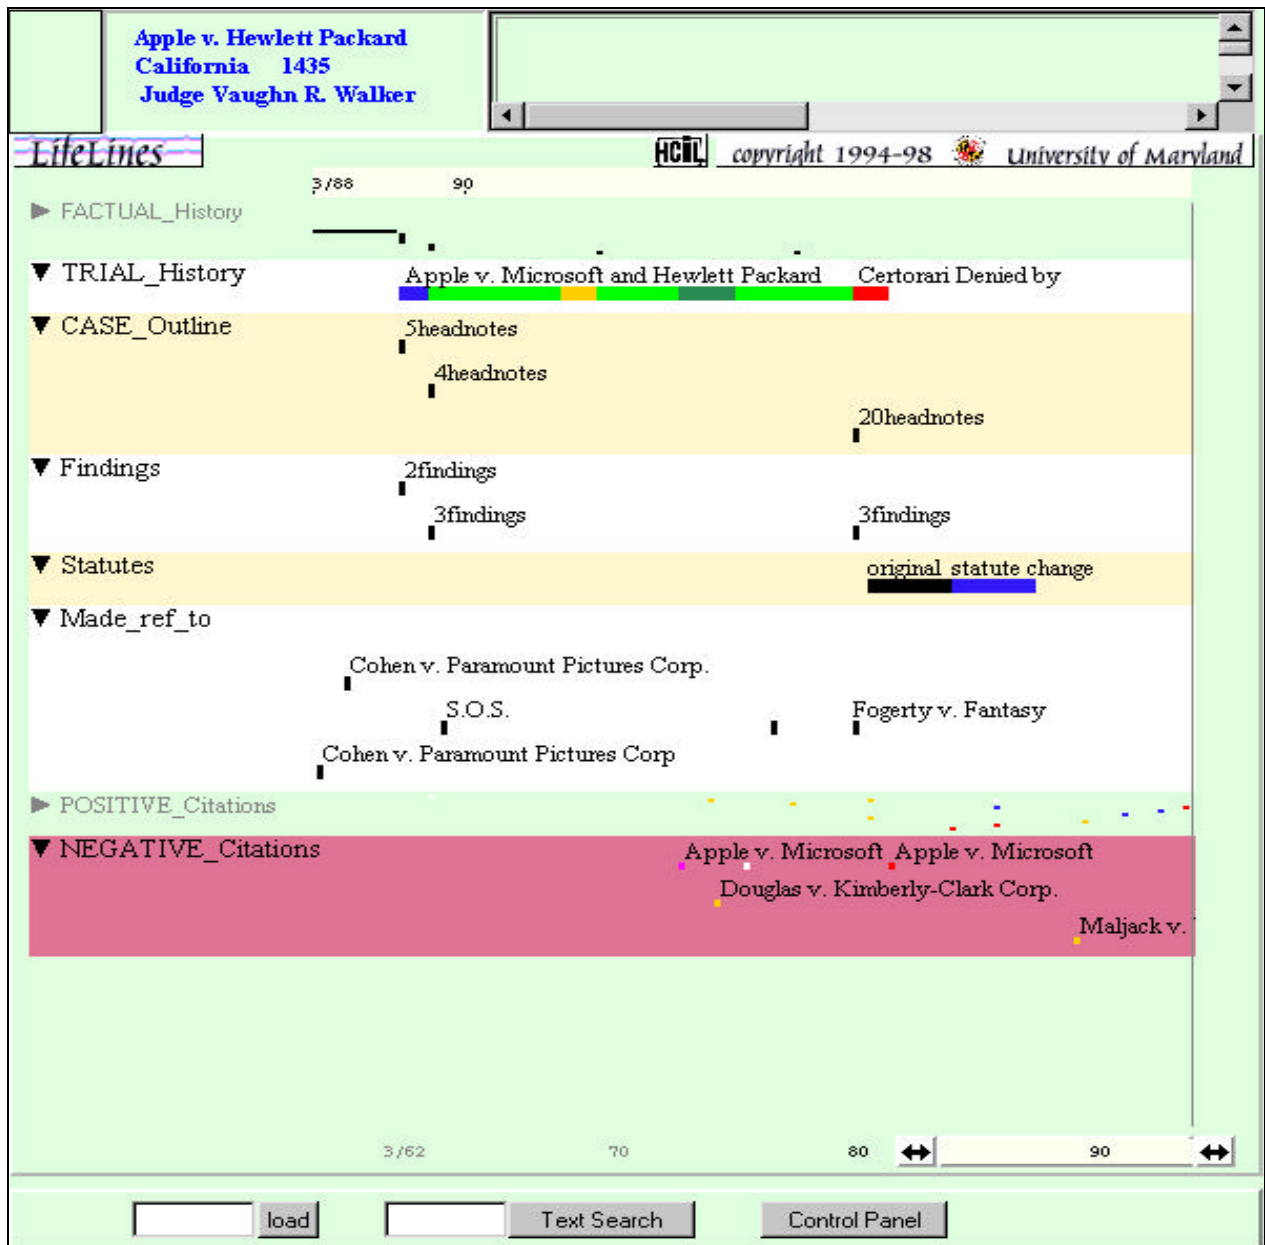 Apple v. Hewlett Packard
California 1435
Judge Vaughn R. Walker
LifeLines
HCIL copyright 1994-98 University of Maryland
3/88 90
FACTUAL_History
TRIAL_History Apple v. Microsoft and Hewlett Packard Certorari Denied by
CASE_Outline 5headnotes
4headnotes
20headnotes
Findings 2findings
3findings 3findings
Statutes original statute change
Made_ref_to
Cohen v. Paramount Pictures Corp.
S.O.S. Fogerty v. Fantasy
Cohen v. Paramount Pictures Corp
POSITIVE_Citations
NEGATIVE_Citations Apple v. Microsoft Apple v. Microsoft
Douglas v. Kimberly-Clark Corp.
Maljack v.
3/62 70 80 90
load Text Search Control Panel